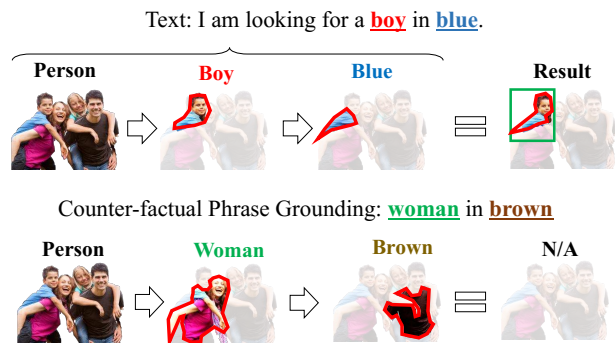 Text: I am looking for a boy in blue.
Person Boy Blue Result
Counter-factual Phrase Grounding: woman in brown
Person Woman Brown N/A